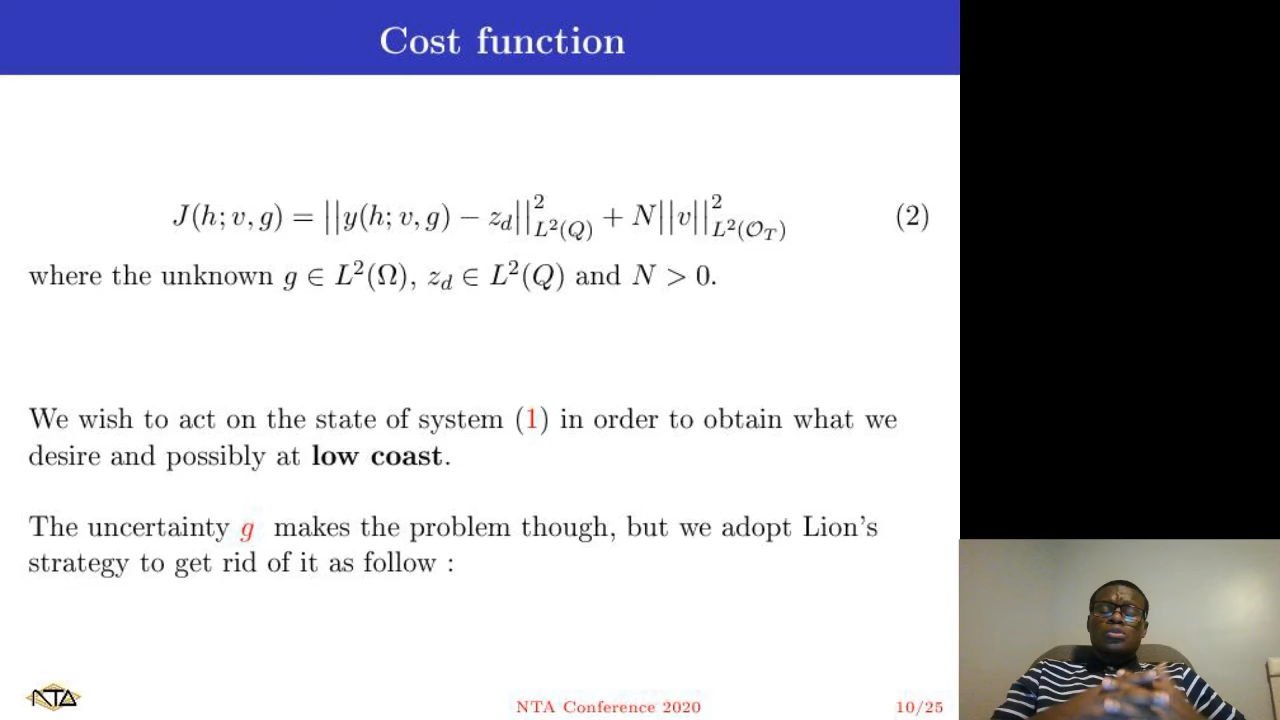 Cost function
J(h; v, g) = ||y(h; v, g) − z_d||²_{L²(Q)} + N||v||²_{L²(𝒪_T)} (2)
where the unknown g ∈ L²(Ω), z_d ∈ L²(Q) and N > 0.
We wish to act on the state of system (1) in order to obtain what we
desire and possibly at low coast.
The uncertainty g makes the problem though, but we adopt Lion's
strategy to get rid of it as follow :
NTA
NTA Conference 2020
10/25